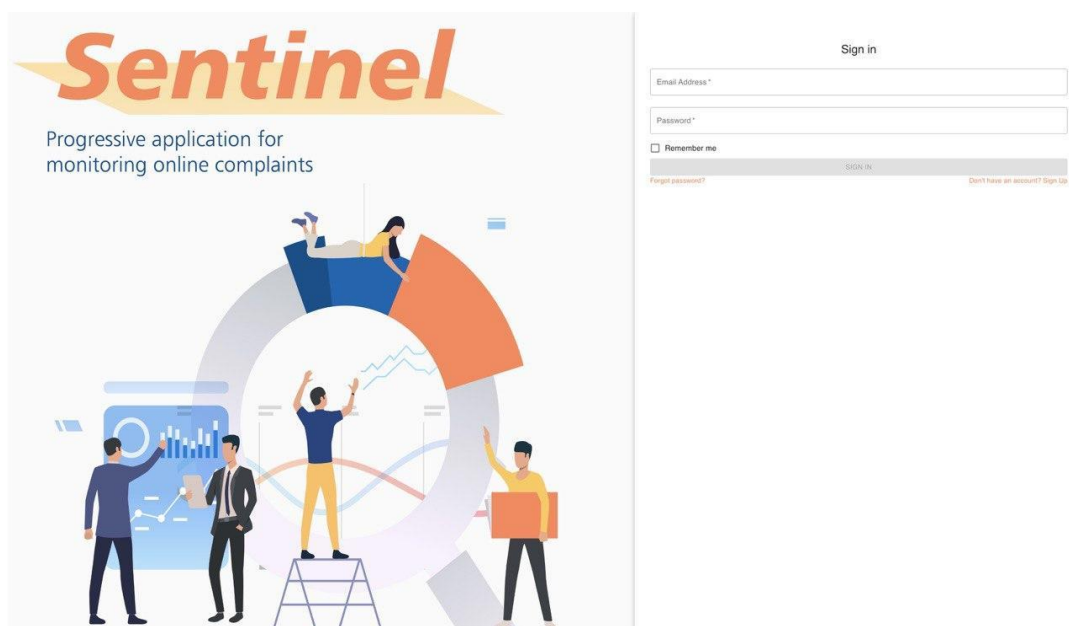 Sentinel
Progressive application for
monitoring online complaints
Sign in
Email Address *
Password *
Remember me
SIGN IN
Forgot password?
Don't have an account? Sign Up